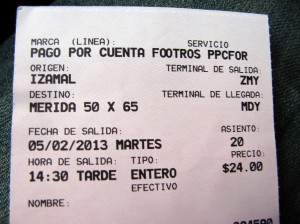 MARCA (LINEA): SERVICIO
PAGO POR CUENTA FOOTROS PPCFOR
ORIGEN: TERMINAL DE SALIDA:
IZAMAL ZMY
DESTINO: TERMINAL DE LLEGADA:
MERIDA 50 X 65 MDY
FECHA DE SALIDA: ASIENTO:
05/02/2013 MARTES 20
HORA DE SALIDA: TIPO: PRECIO:
14:30 TARDE ENTERO $24.00
EFECTIVO
NOMBRE: